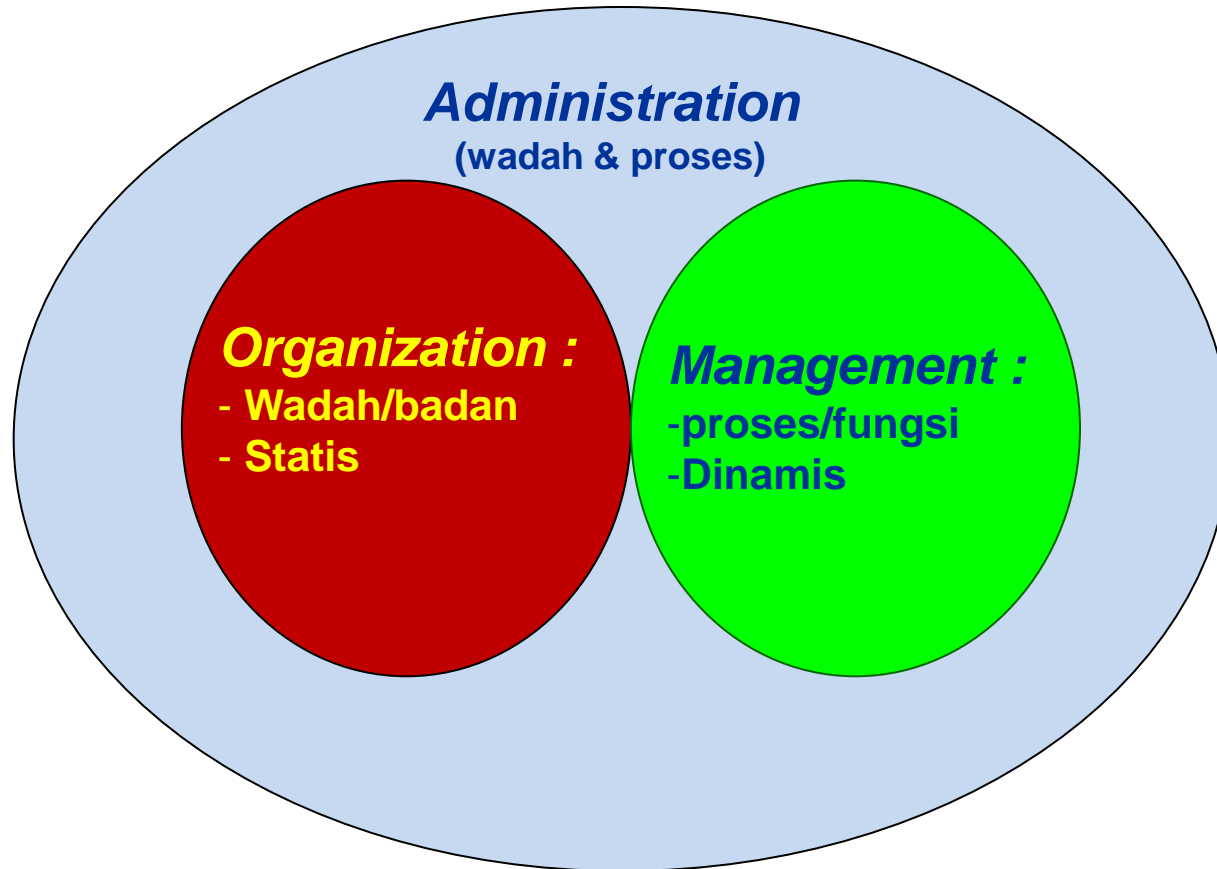 Administration
(wadah & proses)
Organization :
- Wadah/badan
- Statis
Management :
-proses/fungsi
-Dinamis